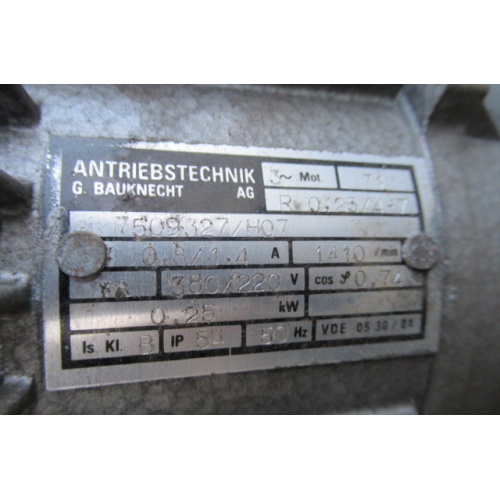 ANTRIEBSTECHNIK 3~ Mot.
G. BAUKNECHT AG R 0.25/4-7
7509327/H07
0,8/1,4 A 1410 /min
380/220 V cos φ 0,74
0.25 kW
Is. Kl. B IP 54 50 Hz VDE 0530/